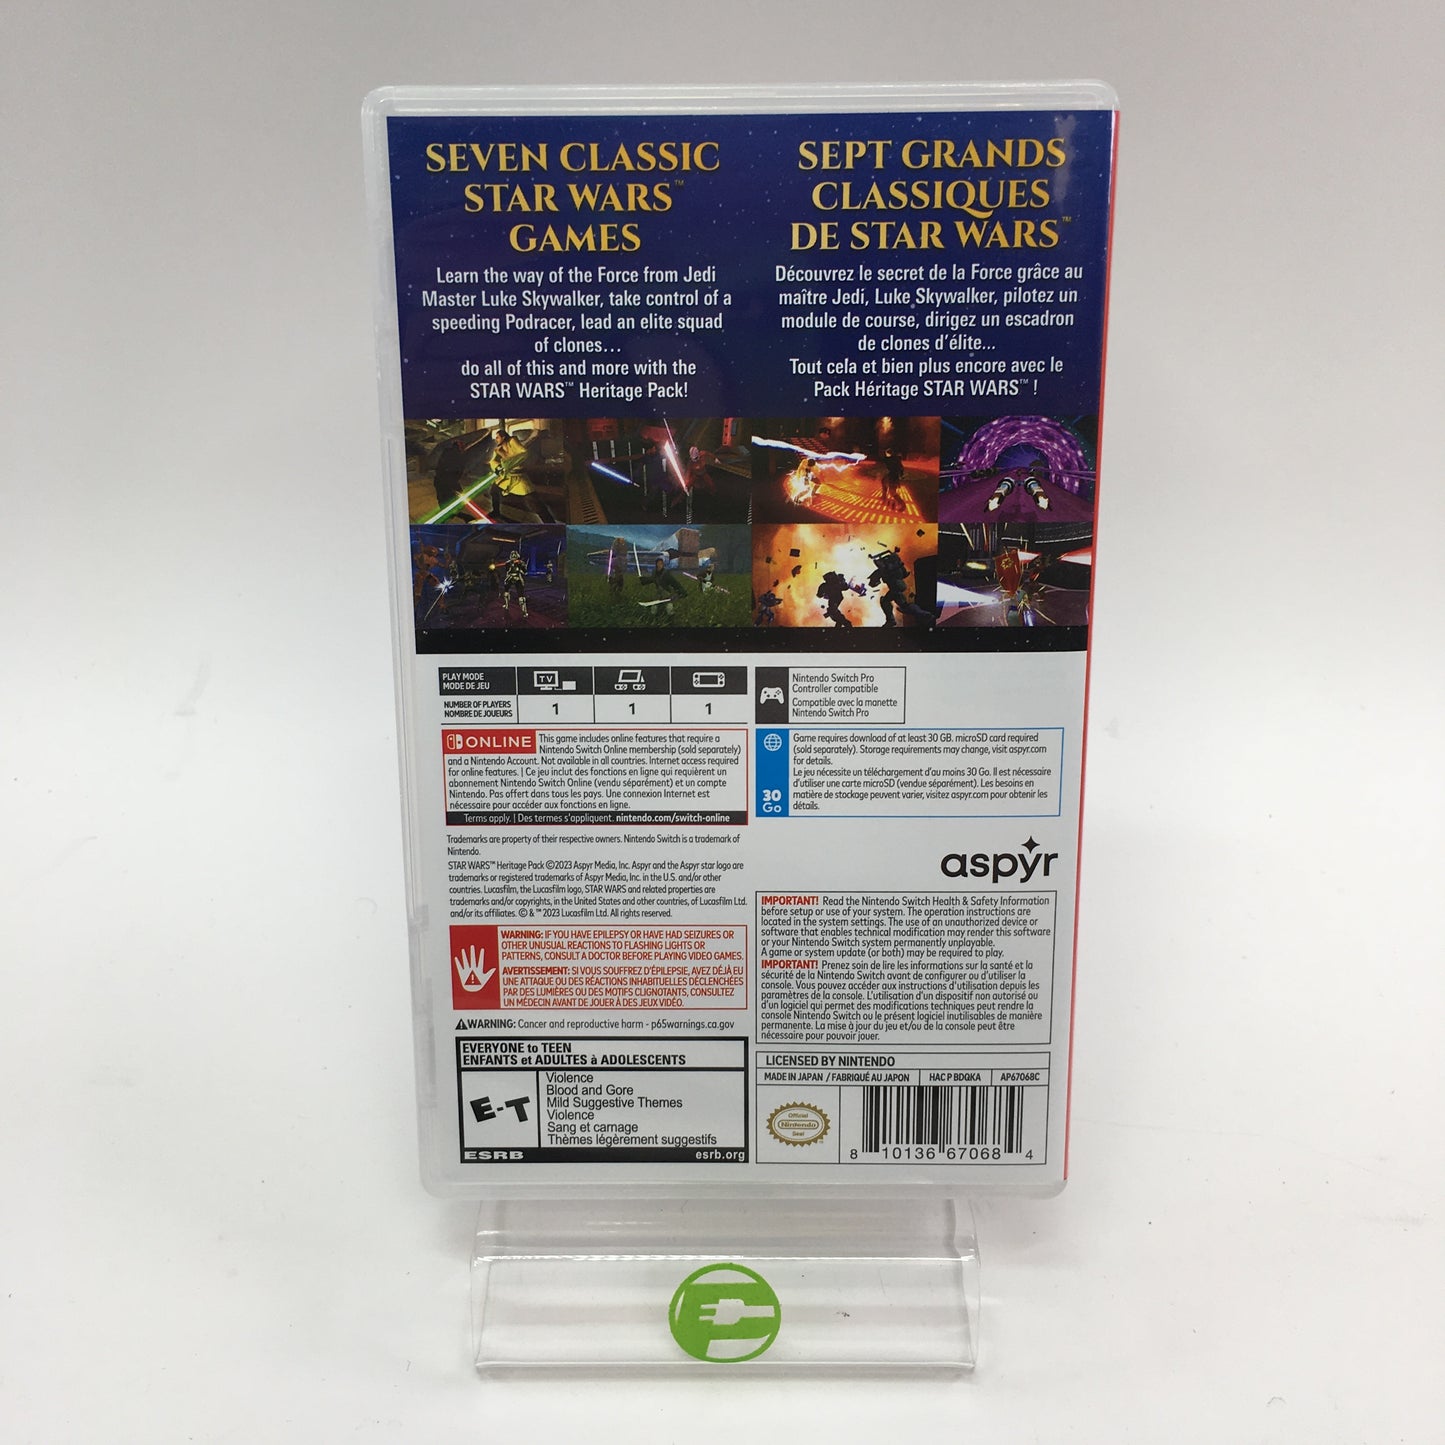 SEVEN CLASSIC
STAR WARS™
GAMES
Learn the way of the Force from Jedi
Master Luke Skywalker, take control of a
speeding Podracer, lead an elite squad
of clones...
do all of this and more with the
STAR WARS™ Heritage Pack!
SEPT GRANDS
CLASSIQUES
DE STAR WARS™
Découvrez le secret de la Force grâce au
maître Jedi, Luke Skywalker, pilotez un
module de course, dirigez un escadron
de clones d'élite...
Tout cela et bien plus encore avec le
Pack Héritage STAR WARS™ !
PLAY MODE
MODE DE JEU
TV
NUMBER OF PLAYERS
NOMBRE DE JOUEURS
1 1 1
Nintendo Switch Pro
Controller compatible
Compatible avec la manette
Nintendo Switch Pro
ONLINE This game includes online features that require a
Nintendo Switch Online membership (sold separately)
and a Nintendo Account. Not available in all countries. Internet access required
for online features. | Ce jeu inclut des fonctions en ligne qui requièrent un
abonnement Nintendo Switch Online (vendu séparément) et un compte
Nintendo. Pas offert dans tous les pays. Une connexion Internet est
nécessaire pour accéder aux fonctions en ligne.
Terms apply. | Des termes s'appliquent. nintendo.com/switch-online
30
Go
Game requires download of at least 30 GB. microSD card required
(sold separately). Storage requirements may change, visit aspyr.com
for details.
Le jeu nécessite un téléchargement d'au moins 30 Go. Il est nécessaire
d'utiliser une carte microSD (vendue séparément). Les besoins en
matière de stockage peuvent varier, visitez aspyr.com pour obtenir les
détails.
Trademarks are property of their respective owners. Nintendo Switch is a trademark of
Nintendo.
STAR WARS™ Heritage Pack ©2023 Aspyr Media, Inc. Aspyr and the Aspyr star logo are
trademarks or registered trademarks of Aspyr Media, Inc. in the U.S. and/or other
countries. Lucasfilm, the Lucasfilm logo, STAR WARS and related properties are
trademarks and/or copyrights, in the United States and other countries, of Lucasfilm Ltd.
and/or its affiliates. © & ™ 2023 Lucasfilm Ltd. All rights reserved.
aspyr
WARNING: IF YOU HAVE EPILEPSY OR HAVE HAD SEIZURES OR
OTHER UNUSUAL REACTIONS TO FLASHING LIGHTS OR
PATTERNS, CONSULT A DOCTOR BEFORE PLAYING VIDEO GAMES.
AVERTISSEMENT: SI VOUS SOUFFREZ D'ÉPILEPSIE, AVEZ DÉJÀ EU
UNE ATTAQUE OU DES RÉACTIONS INHABITUELLES DÉCLENCHÉES
PAR DES LUMIÈRES OU DES MOTIFS CLIGNOTANTS, CONSULTEZ
UN MÉDECIN AVANT DE JOUER À DES JEUX VIDÉO.
WARNING: Cancer and reproductive harm - p65warnings.ca.gov
IMPORTANT! Read the Nintendo Switch Health & Safety Information
before setup or use of your system. The operation instructions are
located in the system settings. The use of an unauthorized device or
software that enables technical modification may render this software
or your Nintendo Switch system permanently unplayable.
A game or system update (or both) may be required to play.
IMPORTANT! Prenez soin de lire les informations sur la santé et la
sécurité de la Nintendo Switch avant de configurer ou d'utiliser la
console. Vous pouvez accéder aux instructions d'utilisation depuis les
paramètres de la console. L'utilisation d'un dispositif non autorisé ou
d'un logiciel qui permet des modifications techniques peut rendre la
console Nintendo Switch ou le présent logiciel inutilisables de manière
permanente. La mise à jour du jeu et/ou de la console peut être
nécessaire pour pouvoir jouer.
EVERYONE to TEEN
ENFANTS et ADULTES à ADOLESCENTS
E-T
Violence
Blood and Gore
Mild Suggestive Themes
Violence
Sang et carnage
Thèmes légèrement suggestifs
ESRB
esrb.org
LICENSED BY NINTENDO
MADE IN JAPAN / FABRIQUÉ AU JAPON HAC P BDQKA AP67068C
Official
Nintendo
Seal
8 10136 67068 4